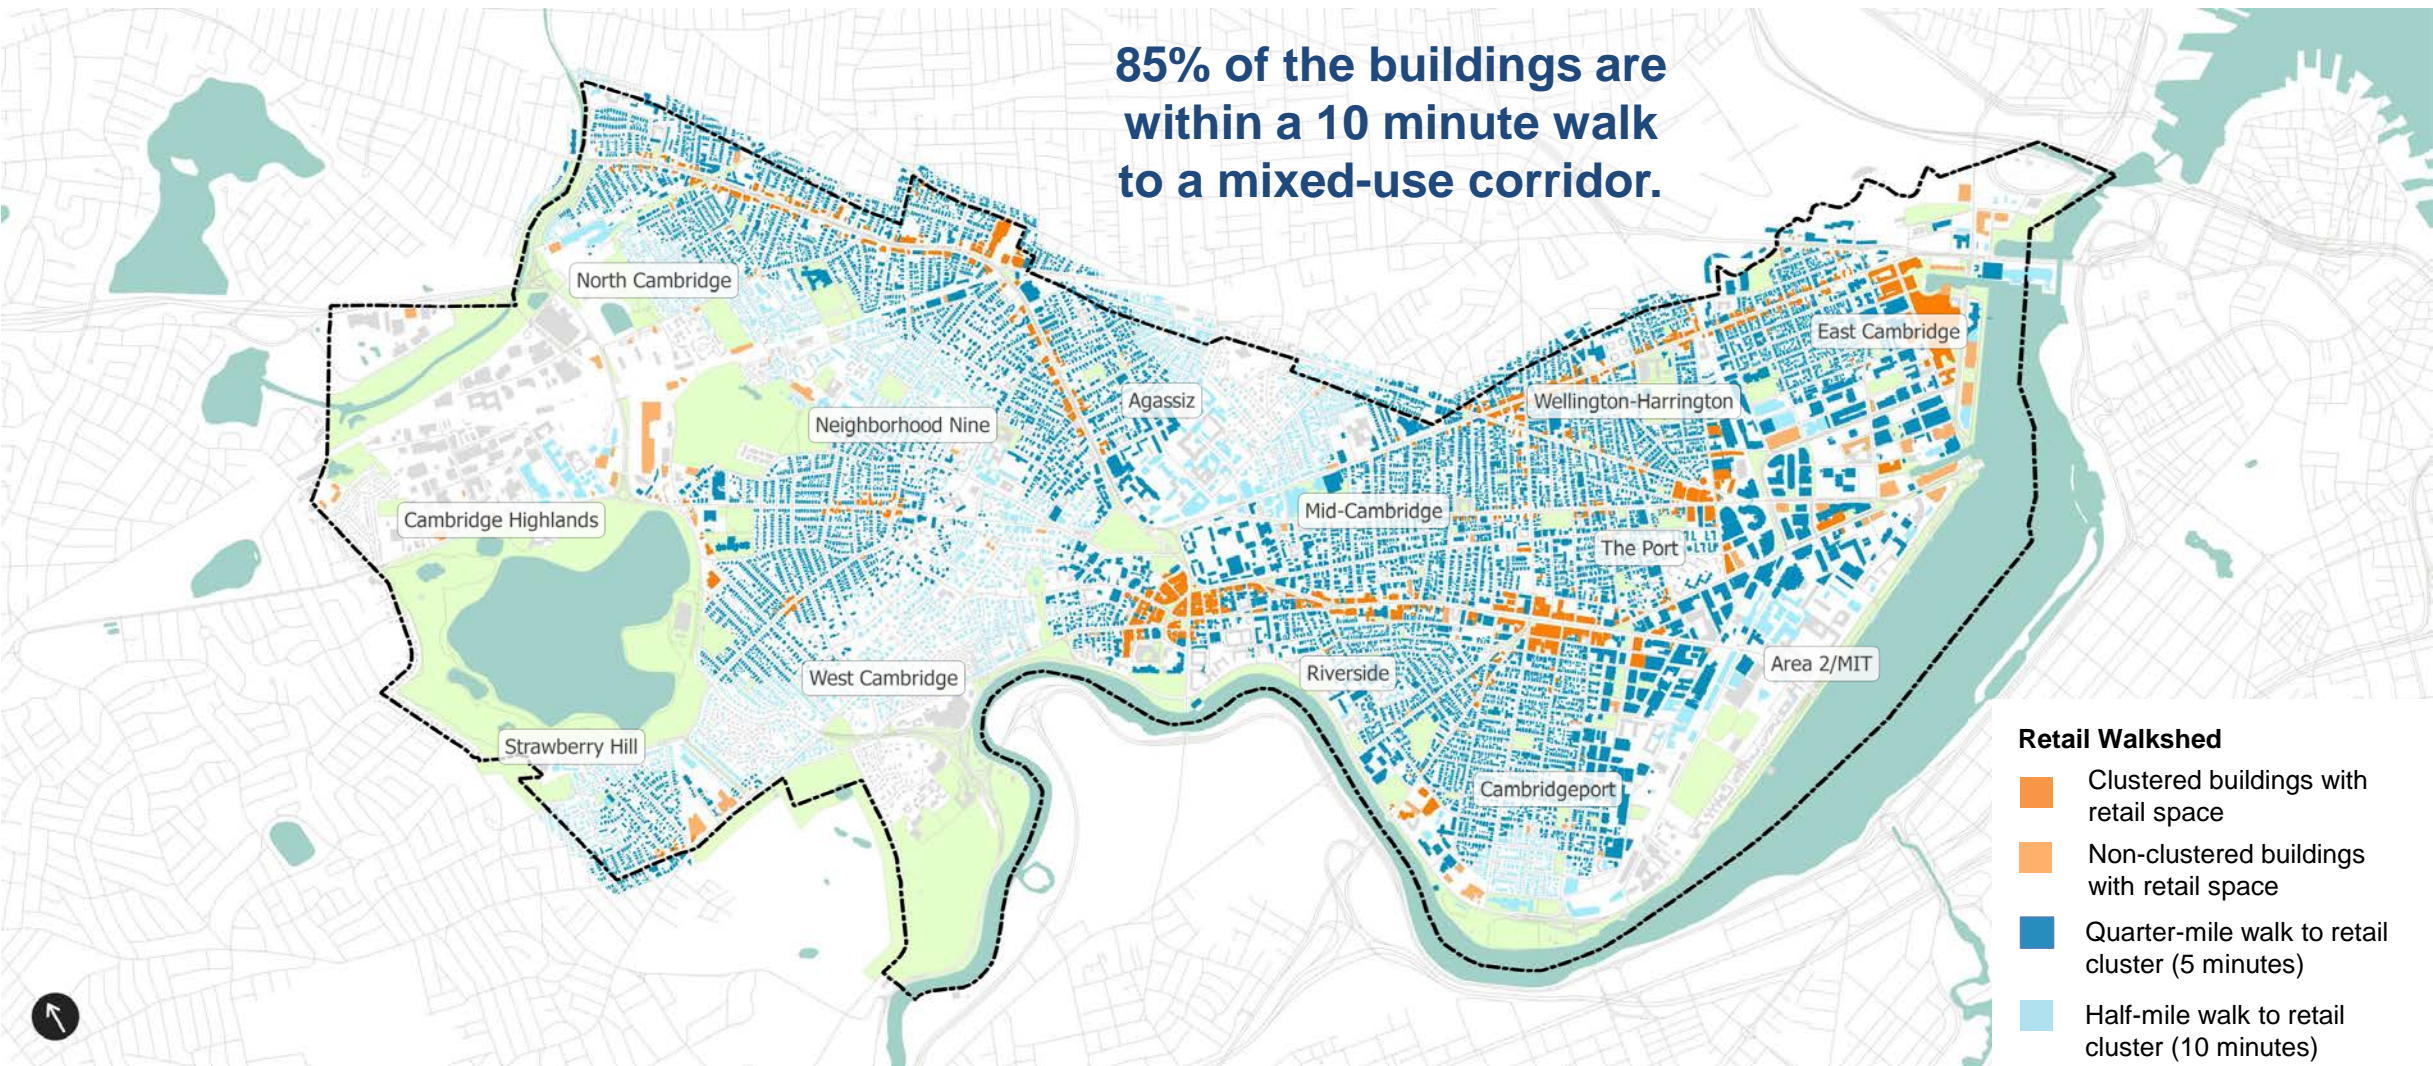 85% of the buildings are
within a 10 minute walk
to a mixed-use corridor.
North Cambridge
East Cambridge
Agassiz
Wellington-Harrington
Neighborhood Nine
Mid-Cambridge
Cambridge Highlands
The Port
Area 2/MIT
Riverside
West Cambridge
Strawberry Hill
Cambridgeport
Retail Walkshed
Clustered buildings with
retail space
Non-clustered buildings
with retail space
Quarter-mile walk to retail
cluster (5 minutes)
Half-mile walk to retail
cluster (10 minutes)